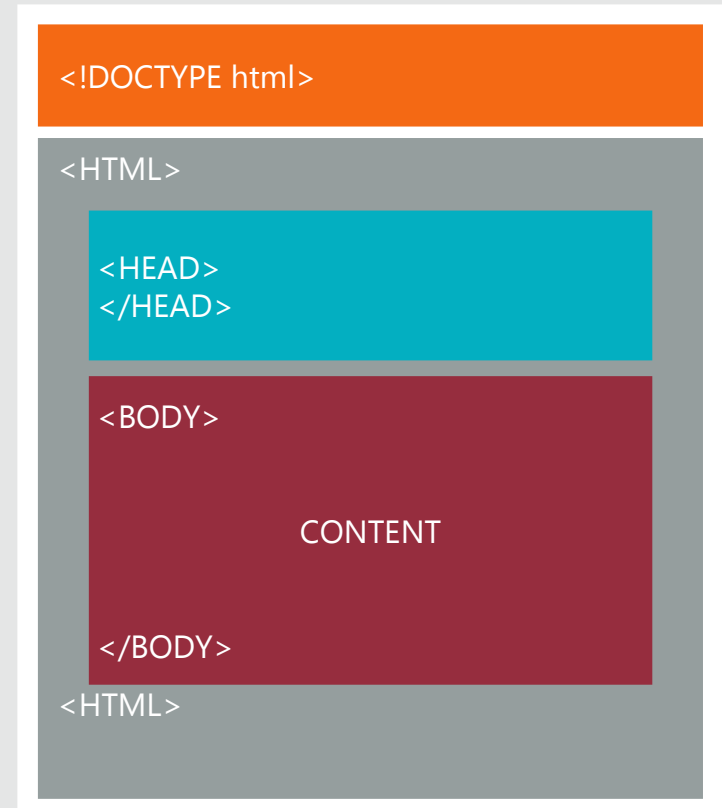 <!DOCTYPE html>
<HTML>
<HEAD>
</HEAD>
<BODY>
CONTENT
</BODY>
<HTML>